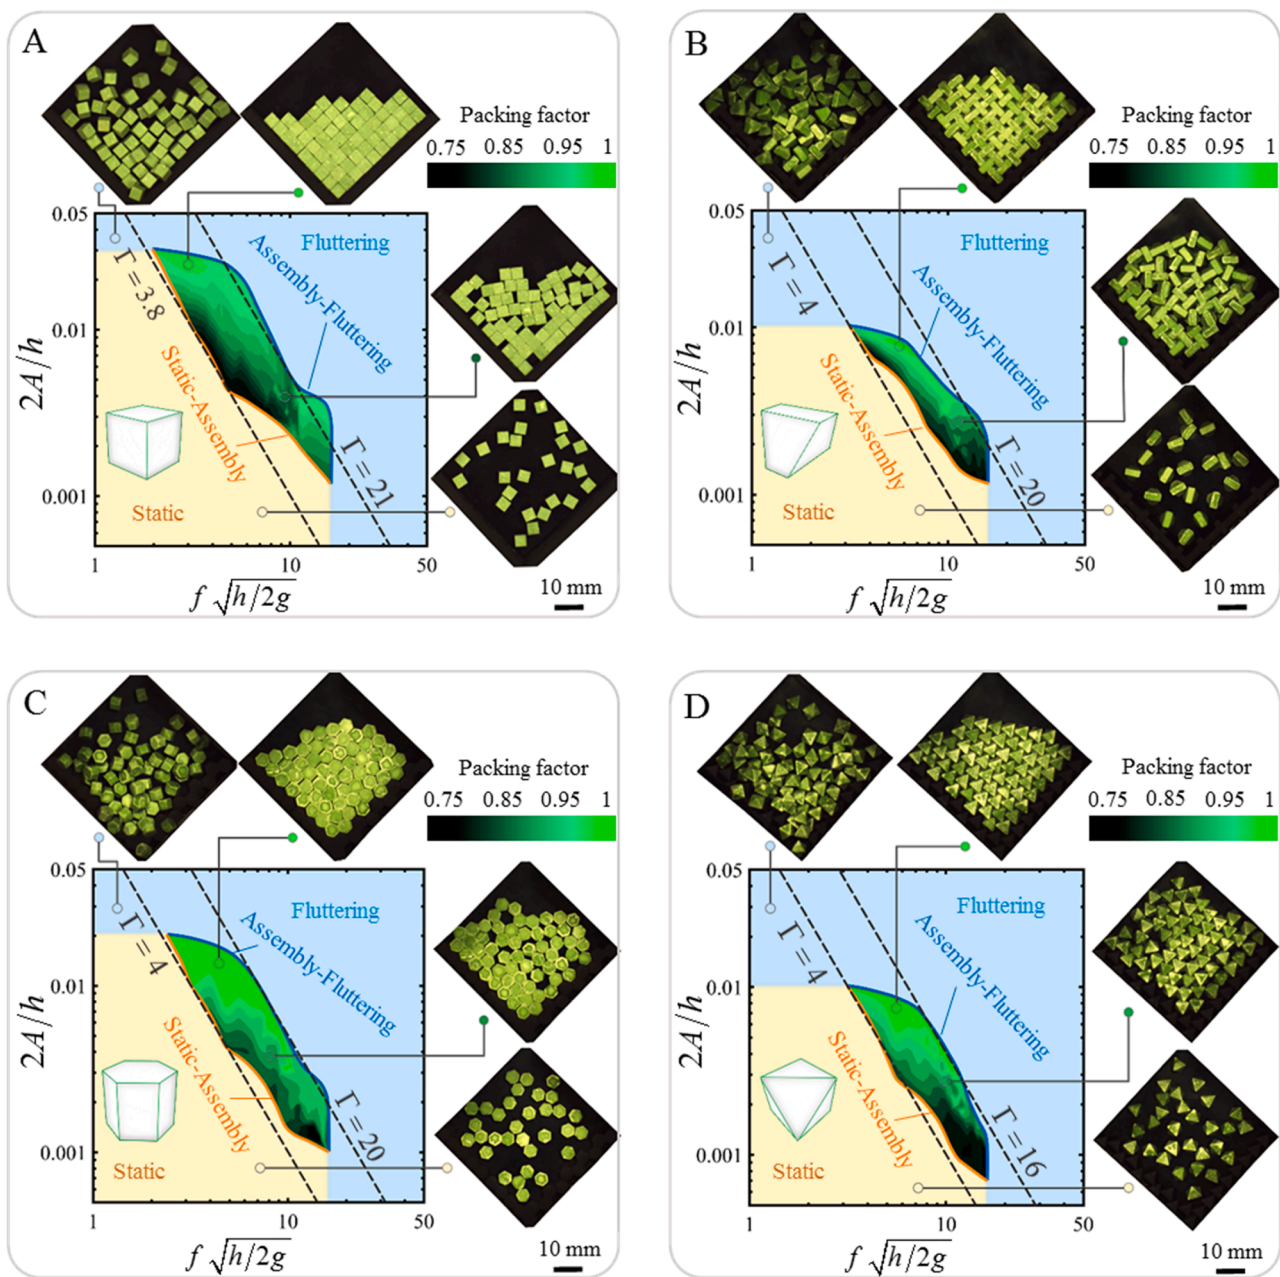 A
Packing factor
0.75 0.85 0.95 1
0.05
0.01
0.001
2A/h
Γ = 3.8
Fluttering
Assembly-Fluttering
Static-Assembly
Γ = 21
Static
1 10 50
f √h/2g
10 mm
B
Packing factor
0.75 0.85 0.95 1
0.05
0.01
0.001
2A/h
Γ = 4
Fluttering
Assembly-Fluttering
Static-Assembly
Γ = 20
Static
1 10 50
f √h/2g
10 mm
C
Packing factor
0.75 0.85 0.95 1
0.05
0.01
0.001
2A/h
Γ = 4
Fluttering
Assembly-Fluttering
Static-Assembly
Γ = 20
Static
1 10 50
f √h/2g
10 mm
D
Packing factor
0.75 0.85 0.95 1
0.05
0.01
0.001
2A/h
Γ = 4
Fluttering
Assembly-Fluttering
Static-Assembly
Γ = 16
Static
1 10 50
f √h/2g
10 mm